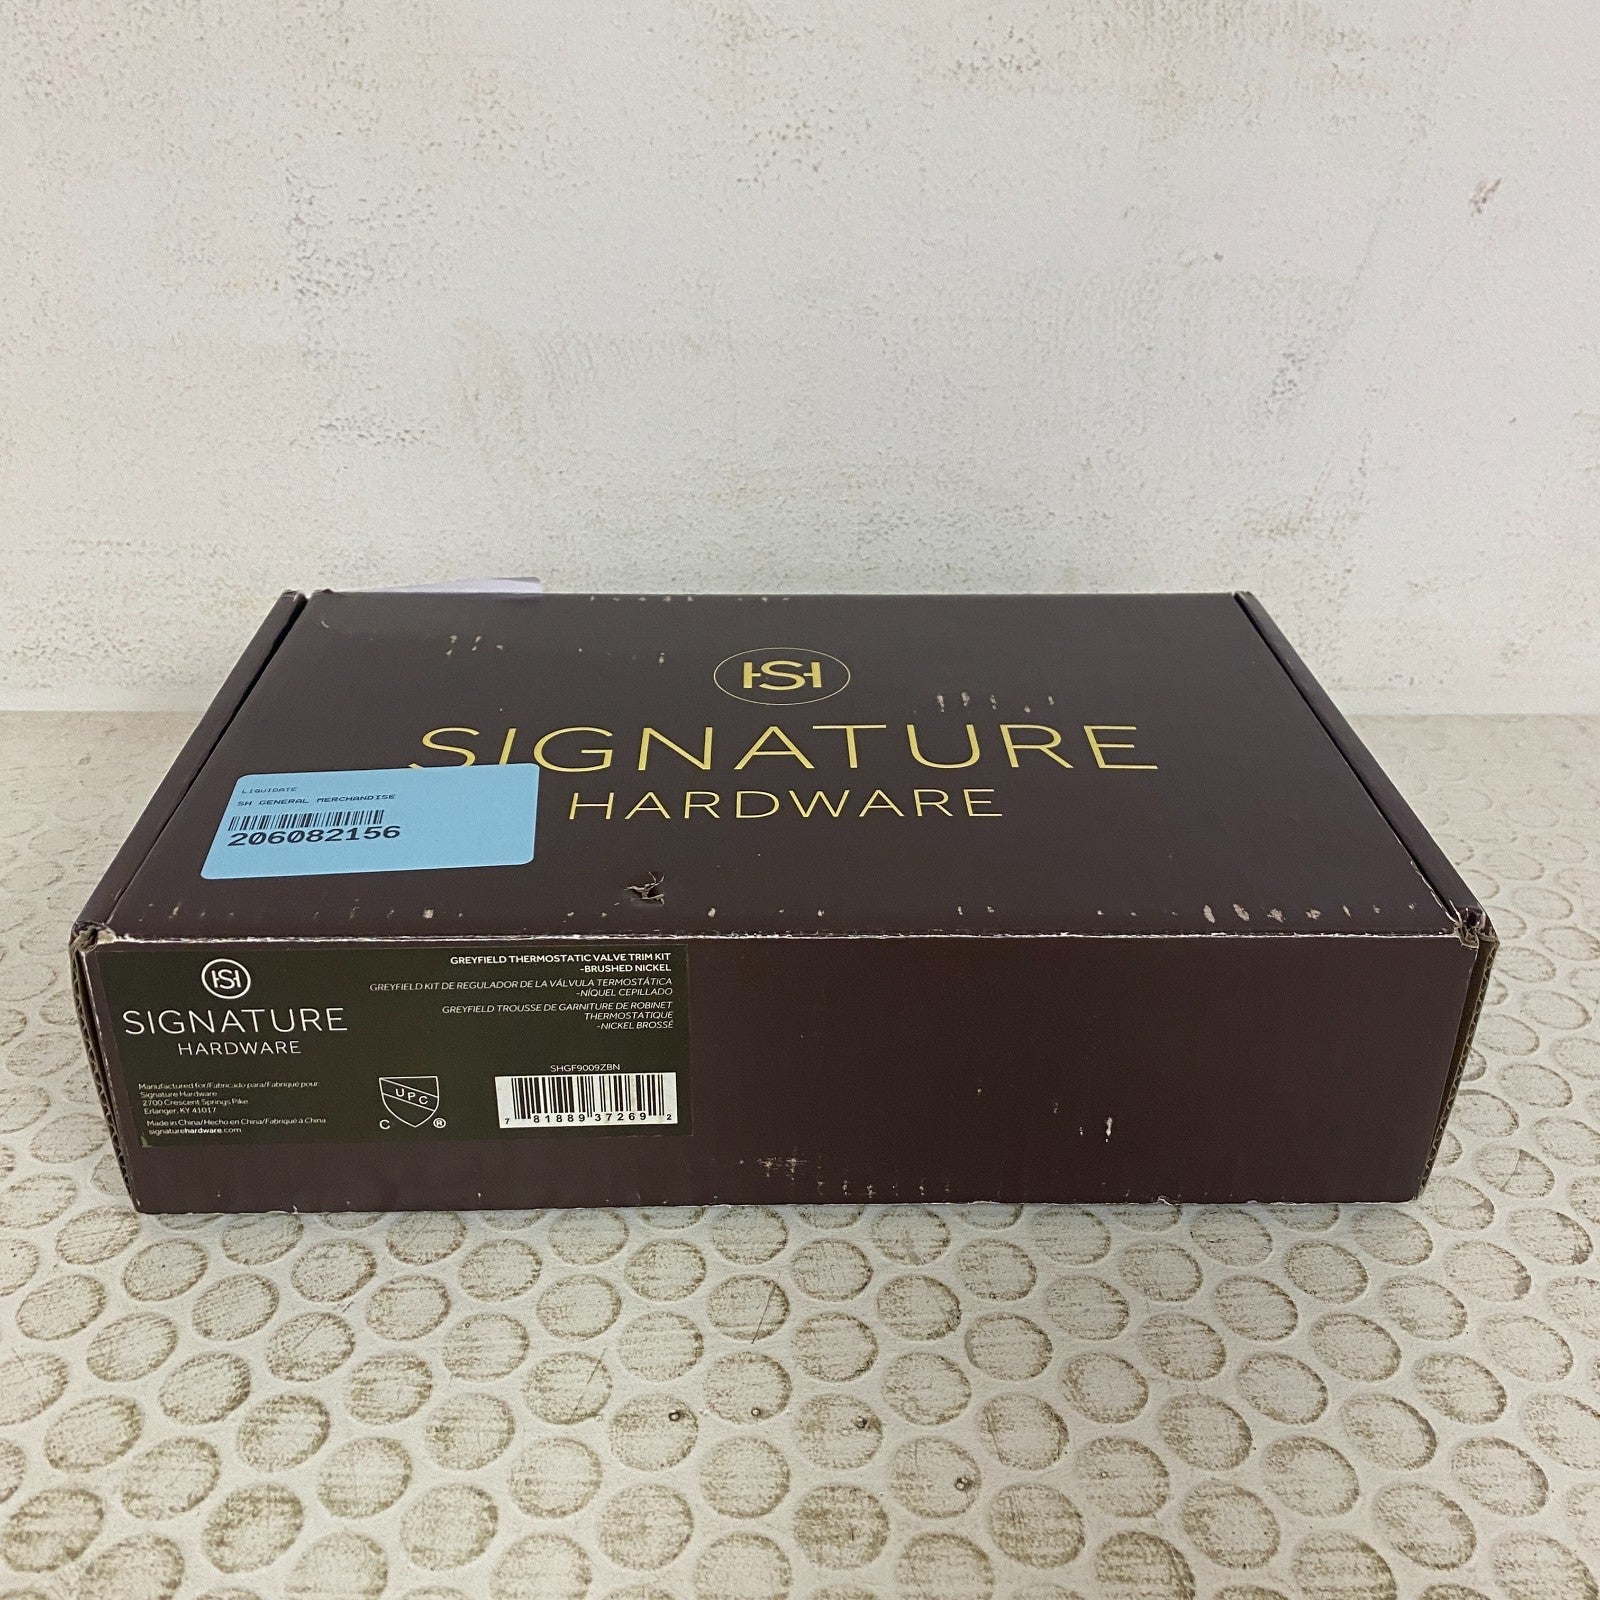 HS
SIGNATURE
HARDWARE
LIQUIDATE
SH GENERAL MERCHANDISE
206082156
HS
SIGNATURE
HARDWARE
GREYFIELD THERMOSTATIC VALVE TRIM KIT
-BRUSHED NICKEL
GREYFIELD KIT DE REGULADOR DE LA VÁLVULA TERMOSTÁTICA
-NÍQUEL CEPILLADO
GREYFIELD TROUSSE DE GARNITURE DE ROBINET
THERMOSTATIQUE
-NICKEL BROSSÉ
Manufactured for/Fabricado para/Fabriqué pour:
Signature Hardware
2700 Crescent Springs Pike
Erlanger, KY 41017
Made in China/Hecho en China/Fabriqué à China
signaturehardware.com
UPC
C ®
SHGF9009ZBN
7 81889 37269 2